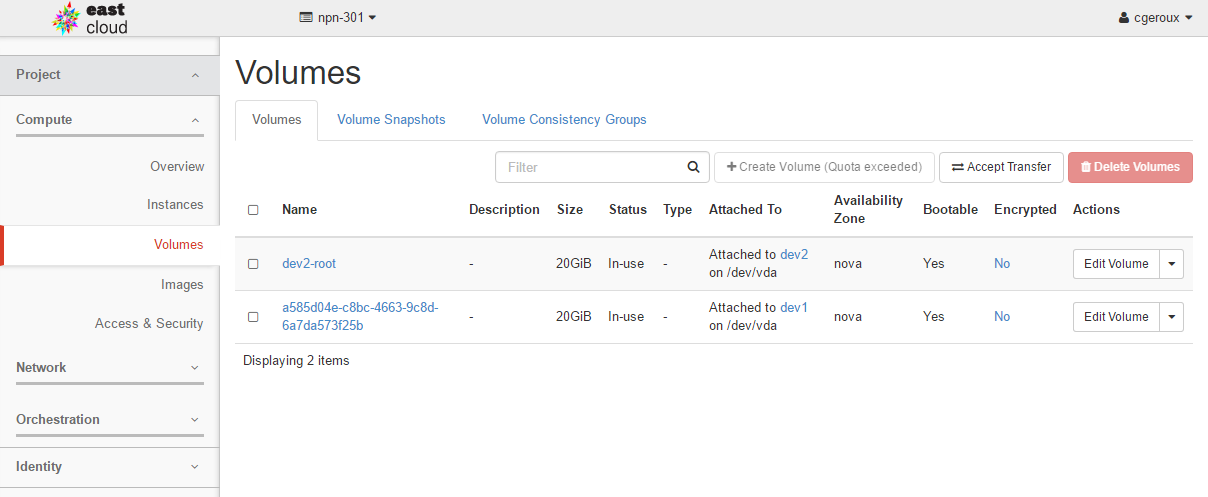 east
cloud
npn-301
cgeroux
Project
Compute
Overview
Instances
Volumes
Images
Access & Security
Network
Orchestration
Identity
Volumes
Volumes Volume Snapshots Volume Consistency Groups
Filter Create Volume (Quota exceeded) Accept Transfer Delete Volumes
Name Description Size Status Type Attached To Availability Zone Bootable Encrypted Actions
dev2-root - 20GiB In-use - Attached to dev2 nova Yes No Edit Volume
on /dev/vda
a585d04e-c8bc-4663-9c8d- - 20GiB In-use - Attached to dev1 nova Yes No Edit Volume
6a7da573f25b on /dev/vda
Displaying 2 items